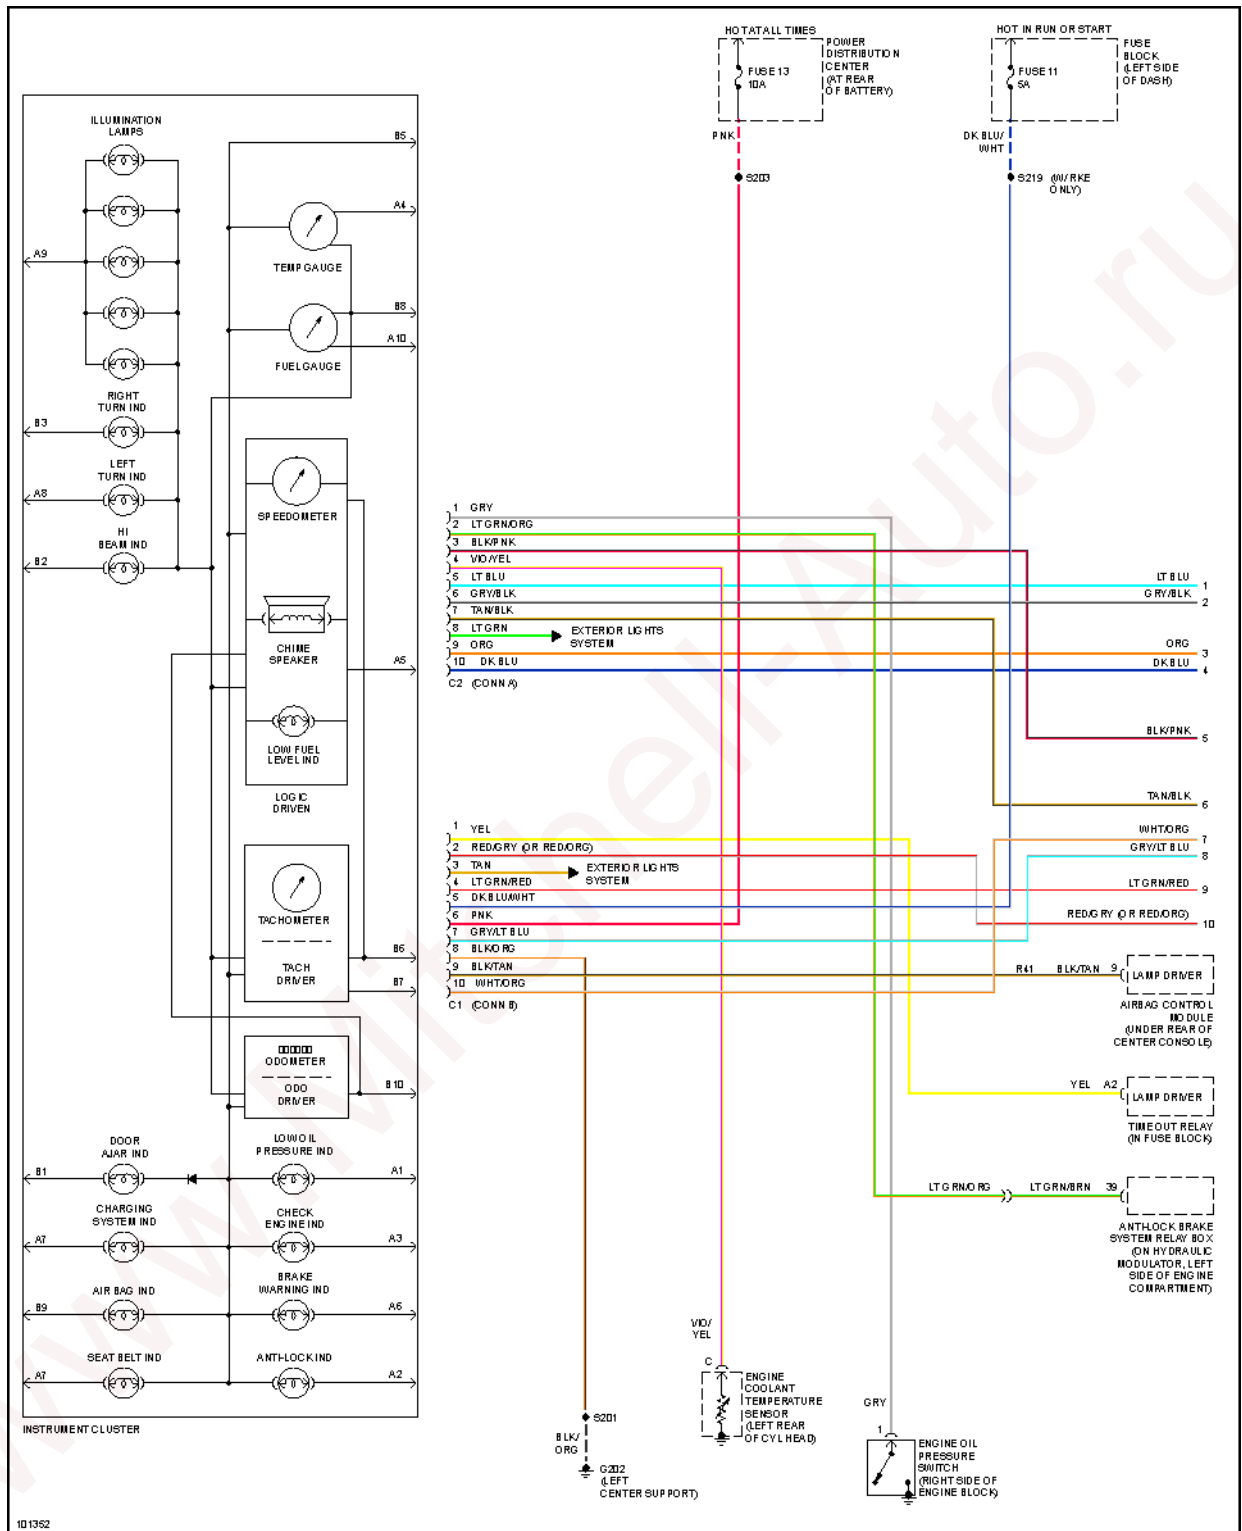 HOT AT ALL TIMES
POWER
DISTRIBUTION
CENTER
(AT REAR
OF BATTERY)
FUSE 13
10A
PNK
S203
HOT IN RUN OR START
FUSE
BLOCK
(LEFT SIDE
OF DASH)
FUSE 11
5A
DK BLU/
WHT
S219 (W/RKE
ONLY)
ILLUMINATION
LAMPS
A9
RIGHT
TURN IND
B3
LEFT
TURN IND
A8
HI
BEAM IND
B2
B5
A4
TEMP GAUGE
B8
A10
FUEL GAUGE
SPEEDOMETER
CHIME
SPEAKER
A5
LOW FUEL
LEVEL IND
LOGIC
DRIVEN
TACHOMETER
TACH
DRIVER
B6
B7
ODOMETER
ODO
DRIVER
B10
DOOR
AJAR IND
B1
LOW OIL
PRESSURE IND
A1
CHARGING
SYSTEM IND
A7
CHECK
ENGINE IND
A3
AIR BAG IND
B9
BRAKE
WARNING IND
A6
SEAT BELT IND
A7
ANTI-LOCK IND
A2
INSTRUMENT CLUSTER
1 GRY
2 LT GRN/ORG
3 BLK/PNK
4 VIO/YEL
5 LT BLU
6 GRY/BLK
7 TAN/BLK
8 LT GRN
EXTERIOR LIGHTS
SYSTEM
9 ORG
10 DK BLU
C2 (CONN A)
LT BLU 1
GRY/BLK 2
ORG 3
DK BLU 4
BLK/PNK 5
TAN/BLK 6
WHT/ORG 7
GRY/LT BLU 8
LT GRN/RED 9
RED/GRY (OR RED/ORG) 10
1 YEL
2 RED/GRY (OR RED/ORG)
3 TAN
EXTERIOR LIGHTS
SYSTEM
4 LT GRN/RED
5 DK BLU/WHT
6 PNK
7 GRY/LT BLU
8 BLK/ORG
9 BLK/TAN
10 WHT/ORG
C1 (CONN B)
R41 BLK/TAN 9
LAMP DRIVER
AIRBAG CONTROL
MODULE
(UNDER REAR OF
CENTER CONSOLE)
YEL A2
LAMP DRIVER
TIMEOUT RELAY
(IN FUSE BLOCK)
LT GRN/ORG LT GRN/BRN 39
ANTI-LOCK BRAKE
SYSTEM RELAY BOX
(ON HYDRAULIC
MODULATOR, LEFT
SIDE OF ENGINE
COMPARTMENT)
VIO/
YEL
C
ENGINE
COOLANT
TEMPERATURE
SENSOR
(LEFT REAR
OF CYL HEAD)
GRY
1
ENGINE OIL
PRESSURE
SWITCH
(RIGHT SIDE OF
ENGINE BLOCK)
S201
BLK/
ORG
G202
(LEFT
CENTER SUPPORT)
101352
www.Mitchell-Auto.ru